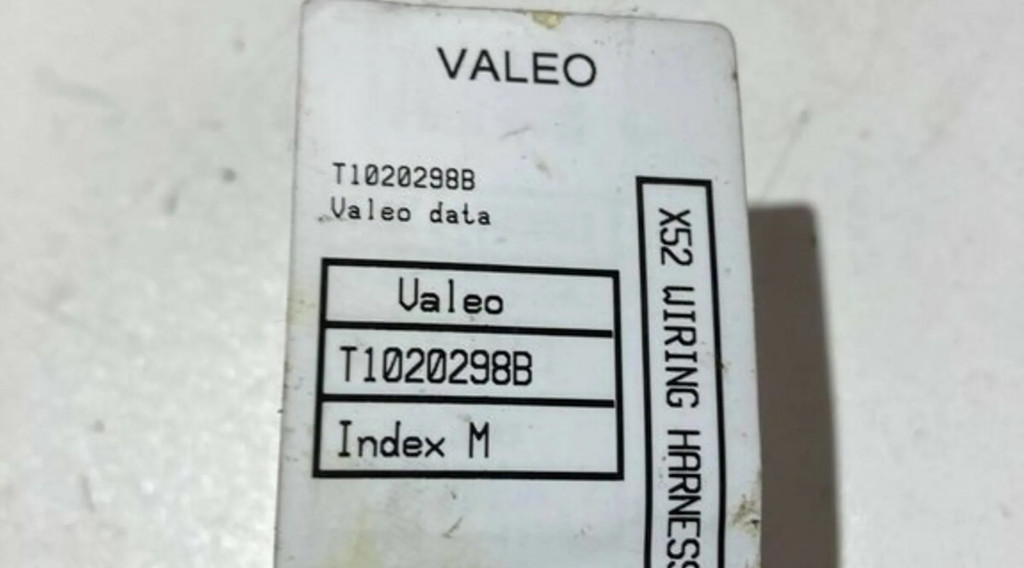 VALEO
T1020298B
Valeo data
Valeo
T1020298B
Index M
X52 WIRING HARNESS